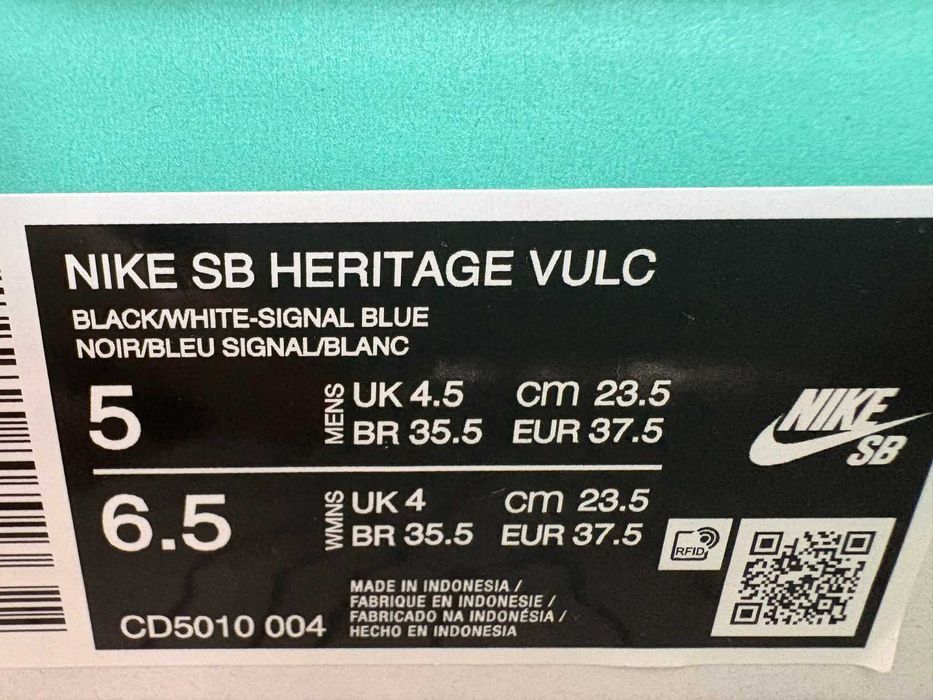 NIKE SB HERITAGE VULC
BLACK/WHITE-SIGNAL BLUE
NOIR/BLEU SIGNAL/BLANC
5
MENS
UK 4.5 CM 23.5
BR 35.5 EUR 37.5
6.5
WMNS
UK 4 CM 23.5
BR 35.5 EUR 37.5
NIKE
SB
RFID
CD5010 004
MADE IN INDONESIA /
FABRIQUE EN INDONESIE /
FABRICADO NA INDONÉSIA /
HECHO EN INDONESIA